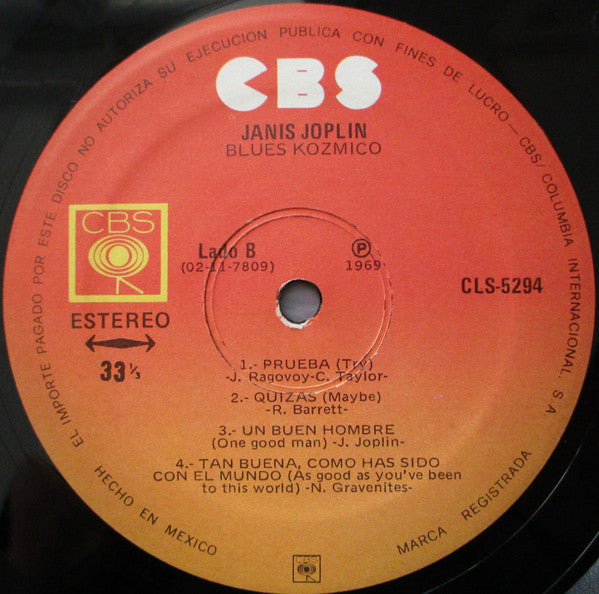 CBS
JANIS JOPLIN
BLUES KOZMICO
CBS
ESTEREO
33 ⅓
Lado B
(02-11-7809)
Ⓟ
1969
CLS-5294
1.- PRUEBA (Try)
-J. Ragovoy-C. Taylor-
2.- QUIZAS (Maybe)
-R. Barrett-
3.- UN BUEN HOMBRE
(One good man) -J. Joplin-
4.- TAN BUENA, COMO HAS SIDO
CON EL MUNDO (As good as you've been
to this world) -N. Gravenites-
EL IMPORTE PAGADO POR ESTE DISCO NO AUTORIZA SU EJECUCION PUBLICA CON FINES DE LUCRO — CBS/ COLUMBIA INTERNACIONAL S A
HECHO EN MEXICO
MARCA REGISTRADA